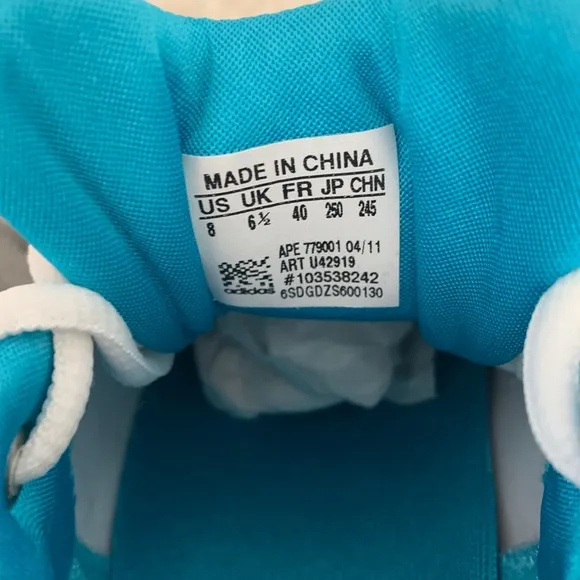 MADE IN CHINA
US UK FR JP CHN
8 6½ 40 250 245
APE 779001 04/11
ART U42919
#103538242
adidas 6SDGDZS600130